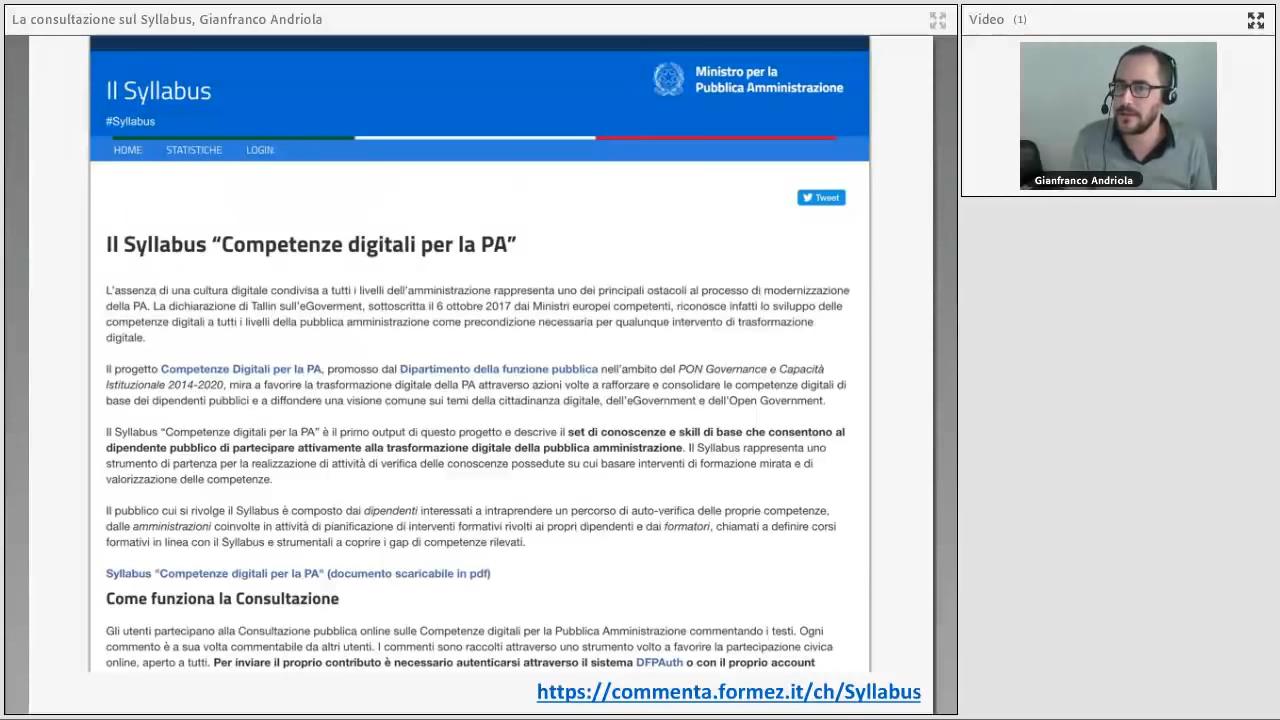 La consultazione sul Syllabus, Gianfranco Andriola
Video (1)
Il Syllabus
#Syllabus
Ministro per la
Pubblica Amministrazione
HOME STATISTICHE LOGIN
Tweet
Gianfranco Andriola
Il Syllabus “Competenze digitali per la PA”
L'assenza di una cultura digitale condivisa a tutti i livelli dell'amministrazione rappresenta uno dei principali ostacoli al processo di modernizzazione
della PA. La dichiarazione di Tallin sull'eGoverment, sottoscritta il 6 ottobre 2017 dai Ministri europei competenti, riconosce infatti lo sviluppo delle
competenze digitali a tutti i livelli della pubblica amministrazione come precondizione necessaria per qualunque intervento di trasformazione
digitale.
Il progetto Competenze Digitali per la PA, promosso dal Dipartimento della funzione pubblica nell'ambito del PON Governance e Capacità
Istituzionale 2014-2020, mira a favorire la trasformazione digitale della PA attraverso azioni volte a rafforzare e consolidare le competenze digitali di
base dei dipendenti pubblici e a diffondere una visione comune sui temi della cittadinanza digitale, dell'eGovernment e dell'Open Government.
Il Syllabus “Competenze digitali per la PA” è il primo output di questo progetto e descrive il set di conoscenze e skill di base che consentono al
dipendente pubblico di partecipare attivamente alla trasformazione digitale della pubblica amministrazione. Il Syllabus rappresenta uno
strumento di partenza per la realizzazione di attività di verifica delle conoscenze possedute su cui basare interventi di formazione mirata e di
valorizzazione delle competenze.
Il pubblico cui si rivolge il Syllabus è composto dai dipendenti interessati a intraprendere un percorso di auto-verifica delle proprie competenze,
dalle amministrazioni coinvolte in attività di pianificazione di interventi formativi rivolti ai propri dipendenti e dai formatori, chiamati a definire corsi
formativi in linea con il Syllabus e strumentali a coprire i gap di competenze rilevati.
Syllabus "Competenze digitali per la PA" (documento scaricabile in pdf)
Come funziona la Consultazione
Gli utenti partecipano alla Consultazione pubblica online sulle Competenze digitali per la Pubblica Amministrazione commentando i testi. Ogni
commento è a sua volta commentabile da altri utenti. I commenti sono raccolti attraverso uno strumento volto a favorire la partecipazione civica
online, aperto a tutti. Per inviare il proprio contributo è necessario autenticarsi attraverso il sistema DFPAuth o con il proprio account
https://commenta.formez.it/ch/Syllabus